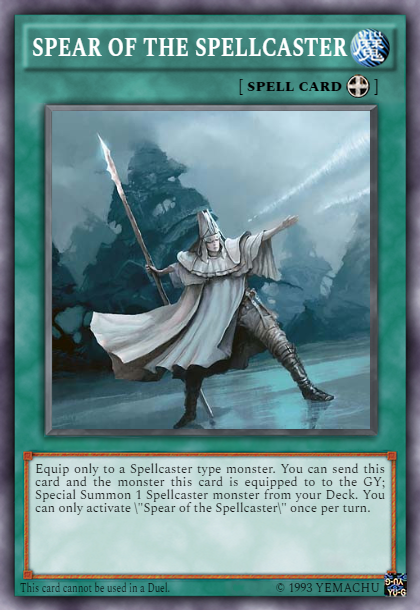 SPEAR OF THE SPELLCASTER
魔
[ SPELL CARD ]
Equip only to a Spellcaster type monster. You can send this
card and the monster this card is equipped to to the GY;
Special Summon 1 Spellcaster monster from your Deck. You
can only activate \"Spear of the Spellcaster\" once per turn.
This card cannot be used in a Duel.
© 1993 YEMACHU